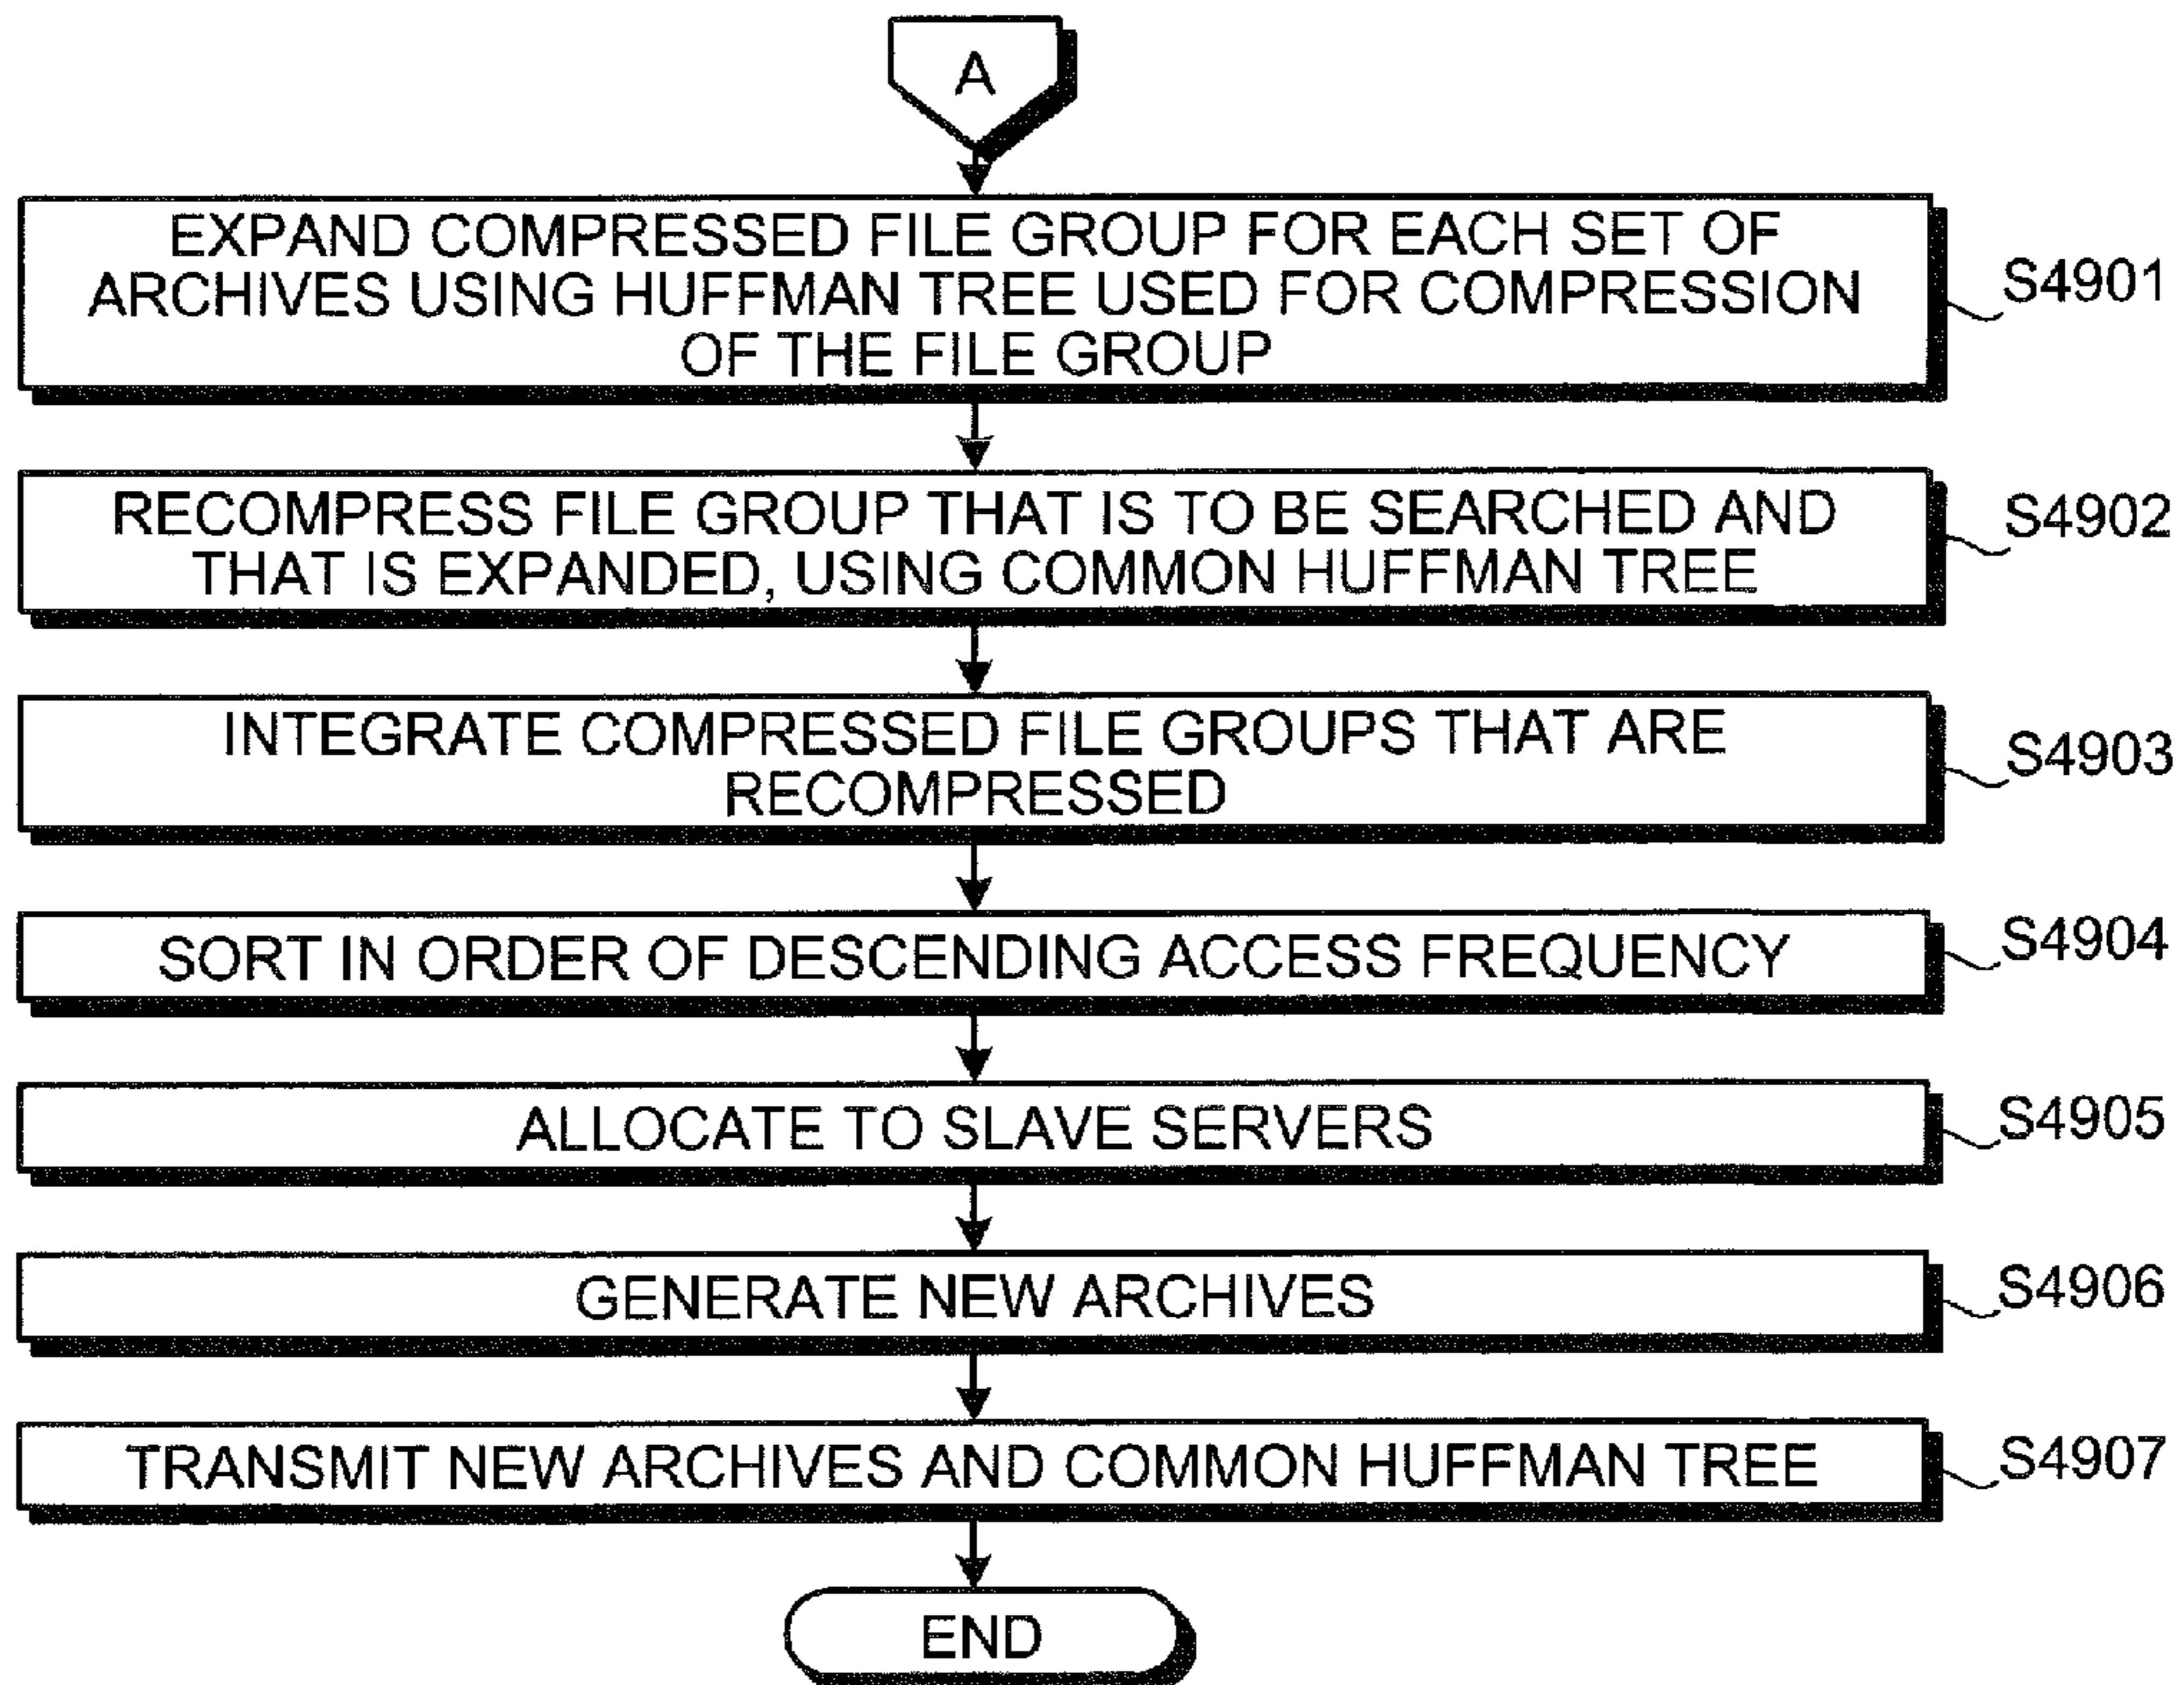 A
EXPAND COMPRESSED FILE GROUP FOR EACH SET OF
ARCHIVES USING HUFFMAN TREE USED FOR COMPRESSION
OF THE FILE GROUP
S4901
RECOMPRESS FILE GROUP THAT IS TO BE SEARCHED AND
THAT IS EXPANDED, USING COMMON HUFFMAN TREE
S4902
INTEGRATE COMPRESSED FILE GROUPS THAT ARE
RECOMPRESSED
S4903
SORT IN ORDER OF DESCENDING ACCESS FREQUENCY
S4904
ALLOCATE TO SLAVE SERVERS
S4905
GENERATE NEW ARCHIVES
S4906
TRANSMIT NEW ARCHIVES AND COMMON HUFFMAN TREE
S4907
END